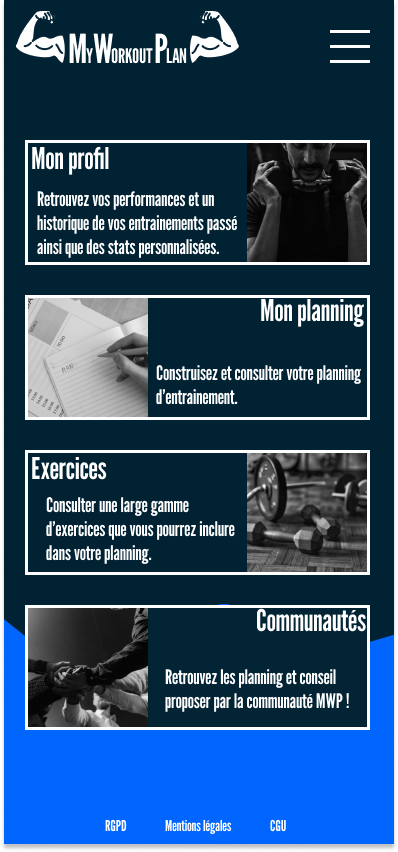 MyWorkout Plan
Mon profil
Retrouvez vos performances et un
historique de vos entrainements passé
ainsi que des stats personnalisées.
Mon planning
Construisez et consulter votre planning
d'entrainement.
Exercices
Consulter une large gamme
d'exercices que vous pourrez inclure
dans votre planning.
Communautés
Retrouvez les planning et conseil
proposer par la communauté MWP !
RGPD Mentions légales CGU